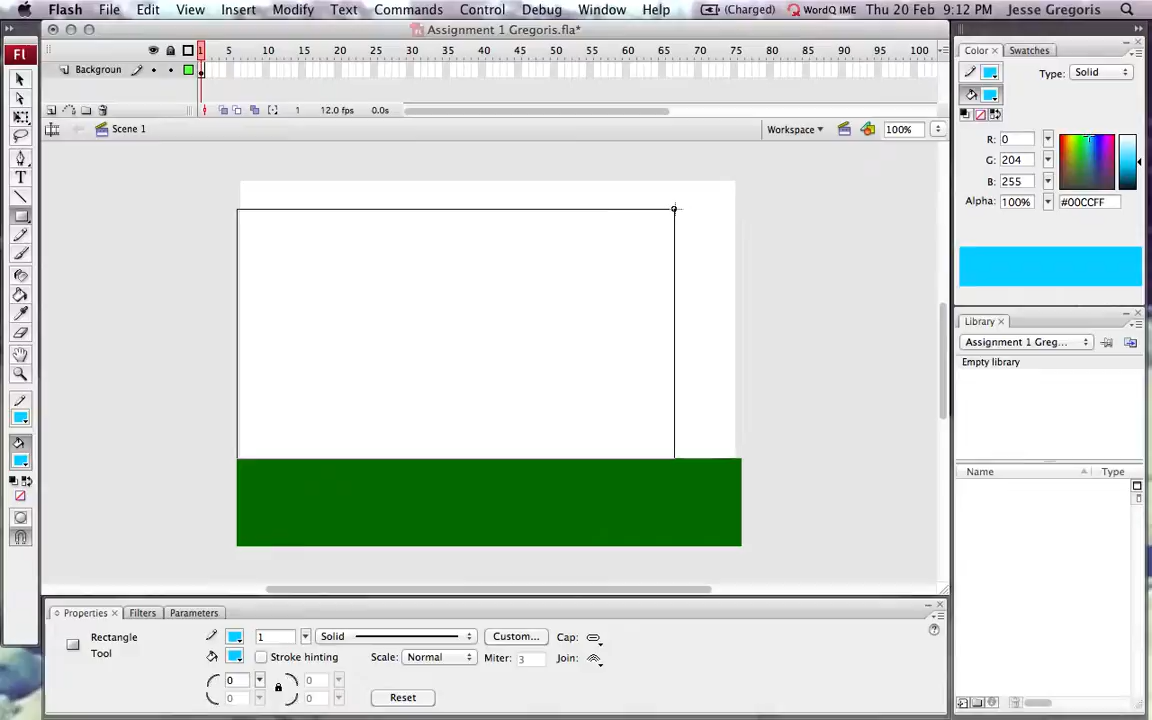 Flash File Edit View Insert Modify Text Commands Control Debug Window Help (Charged) WordQ IME Thu 20 Feb 9:12 PM Jesse Gregoris
Assignment 1 Gregoris.fla*
Fl
1 5 10 15 20 25 30 35 40 45 50 55 60 65 70 75 80 85 90 95 100
Backgroun
1 12.0 fps 0.0s
Scene 1
Workspace 100%
T
Color Swatches
Type: Solid
R: 0
G: 204
B: 255
Alpha: 100% #00CCFF
Library
Assignment 1 Greg...
Empty library
Name Type
Properties Filters Parameters
Rectangle
Tool
1 Solid Custom... Cap:
Stroke hinting Scale: Normal Miter: 3 Join:
0 0
0 0
Reset